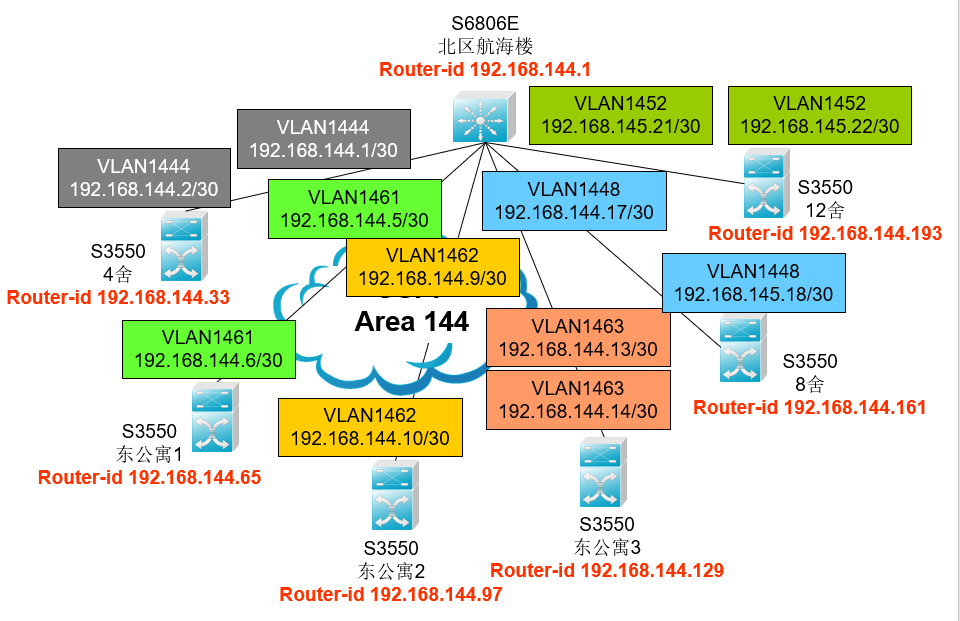 S6806E
北区航海楼
Router-id 192.168.144.1
VLAN1452
192.168.145.21/30
VLAN1452
192.168.145.22/30
VLAN1444
192.168.144.1/30
VLAN1444
192.168.144.2/30
VLAN1461
192.168.144.5/30
VLAN1448
192.168.144.17/30
S3550
12舍
Router-id 192.168.144.193
S3550
4舍
Router-id 192.168.144.33
VLAN1462
192.168.144.9/30
VLAN1448
192.168.145.18/30
Area 144
VLAN1461
192.168.144.6/30
VLAN1463
192.168.144.13/30
VLAN1463
192.168.144.14/30
S3550
8舍
Router-id 192.168.144.161
S3550
东公寓1
Router-id 192.168.144.65
VLAN1462
192.168.144.10/30
S3550
东公寓2
Router-id 192.168.144.97
S3550
东公寓3
Router-id 192.168.144.129